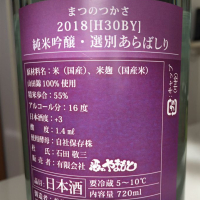 まつのつかさ
2018[H30BY]
純米吟醸・選別あらばしり
原材料名：米（国産）、米麹（国産米）
山田錦100％使用
精米歩合：55％
アルコール分：16度
日本酒度：+3
酸度：1.4㎖
使用酵母：自社保存株
杜氏：石田 敬三
製造者：有限会社
日本酒
要冷蔵 5～10℃
詰 720ml